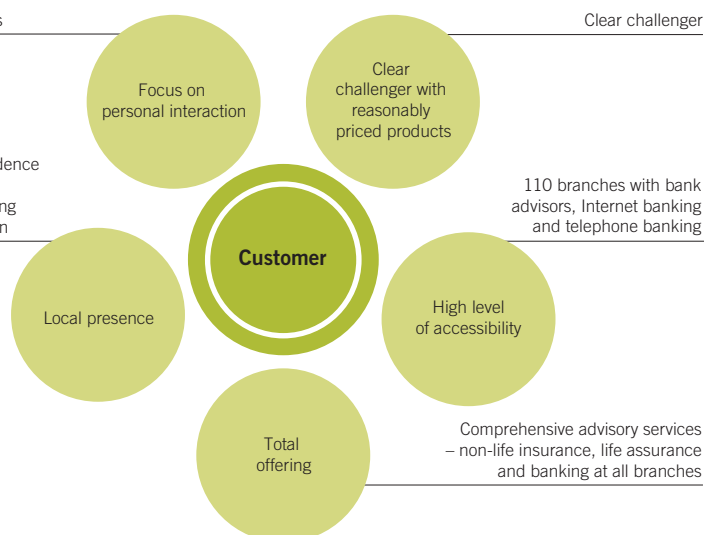 Clear challenger
Focus on
personal interaction
Clear
challenger with
reasonably
priced products
110 branches with bank
advisors, Internet banking
and telephone banking
Customer
Local presence
High level
of accessibility
Total
offering
Comprehensive advisory services
– non-life insurance, life assurance
and banking at all branches